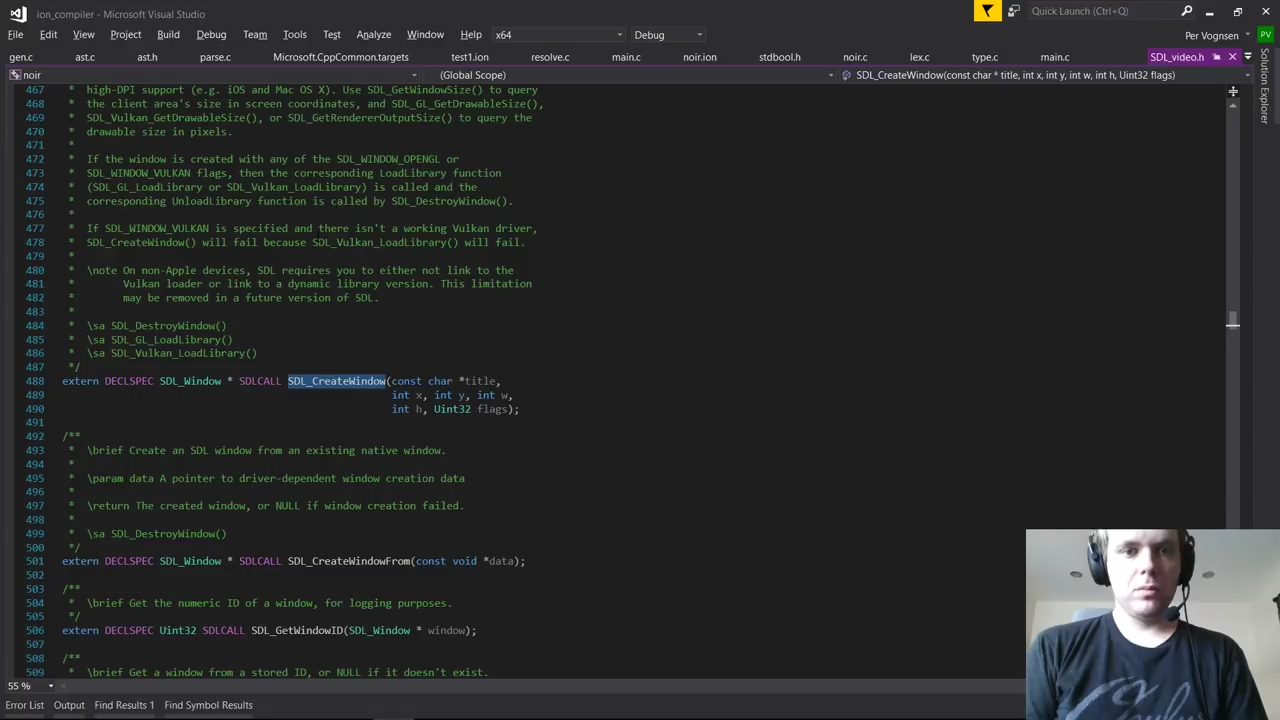 ion_compiler - Microsoft Visual Studio
Quick Launch (Ctrl+Q)
File Edit View Project Build Debug Team Tools Test Analyze Window Help x64 Debug Per Vognsen PV
gen.c ast.c ast.h parse.c Microsoft.CppCommon.targets test1.ion resolve.c main.c noir.ion stdbool.h noir.c lex.c type.c main.c SDL_video.h
noir (Global Scope) SDL_CreateWindow(const char * title, int x, int y, int w, int h, Uint32 flags)
Solution Explorer
467 * high-DPI support (e.g. iOS and Mac OS X). Use SDL_GetWindowSize() to query
468 * the client area's size in screen coordinates, and SDL_GL_GetDrawableSize(),
469 * SDL_Vulkan_GetDrawableSize(), or SDL_GetRendererOutputSize() to query the
470 * drawable size in pixels.
471 *
472 * If the window is created with any of the SDL_WINDOW_OPENGL or
473 * SDL_WINDOW_VULKAN flags, then the corresponding LoadLibrary function
474 * (SDL_GL_LoadLibrary or SDL_Vulkan_LoadLibrary) is called and the
475 * corresponding UnloadLibrary function is called by SDL_DestroyWindow().
476 *
477 * If SDL_WINDOW_VULKAN is specified and there isn't a working Vulkan driver,
478 * SDL_CreateWindow() will fail because SDL_Vulkan_LoadLibrary() will fail.
479 *
480 * \note On non-Apple devices, SDL requires you to either not link to the
481 * Vulkan loader or link to a dynamic library version. This limitation
482 * may be removed in a future version of SDL.
483 *
484 * \sa SDL_DestroyWindow()
485 * \sa SDL_GL_LoadLibrary()
486 * \sa SDL_Vulkan_LoadLibrary()
487 */
488 extern DECLSPEC SDL_Window * SDLCALL SDL_CreateWindow(const char *title,
489 int x, int y, int w,
490 int h, Uint32 flags);
491
492 /**
493 * \brief Create an SDL window from an existing native window.
494 *
495 * \param data A pointer to driver-dependent window creation data
496 *
497 * \return The created window, or NULL if window creation failed.
498 *
499 * \sa SDL_DestroyWindow()
500 */
501 extern DECLSPEC SDL_Window * SDLCALL SDL_CreateWindowFrom(const void *data);
502
503 /**
504 * \brief Get the numeric ID of a window, for logging purposes.
505 */
506 extern DECLSPEC Uint32 SDLCALL SDL_GetWindowID(SDL_Window * window);
507
508 /**
509 * \brief Get a window from a stored ID, or NULL if it doesn't exist.
55 %
Error List Output Find Results 1 Find Symbol Results